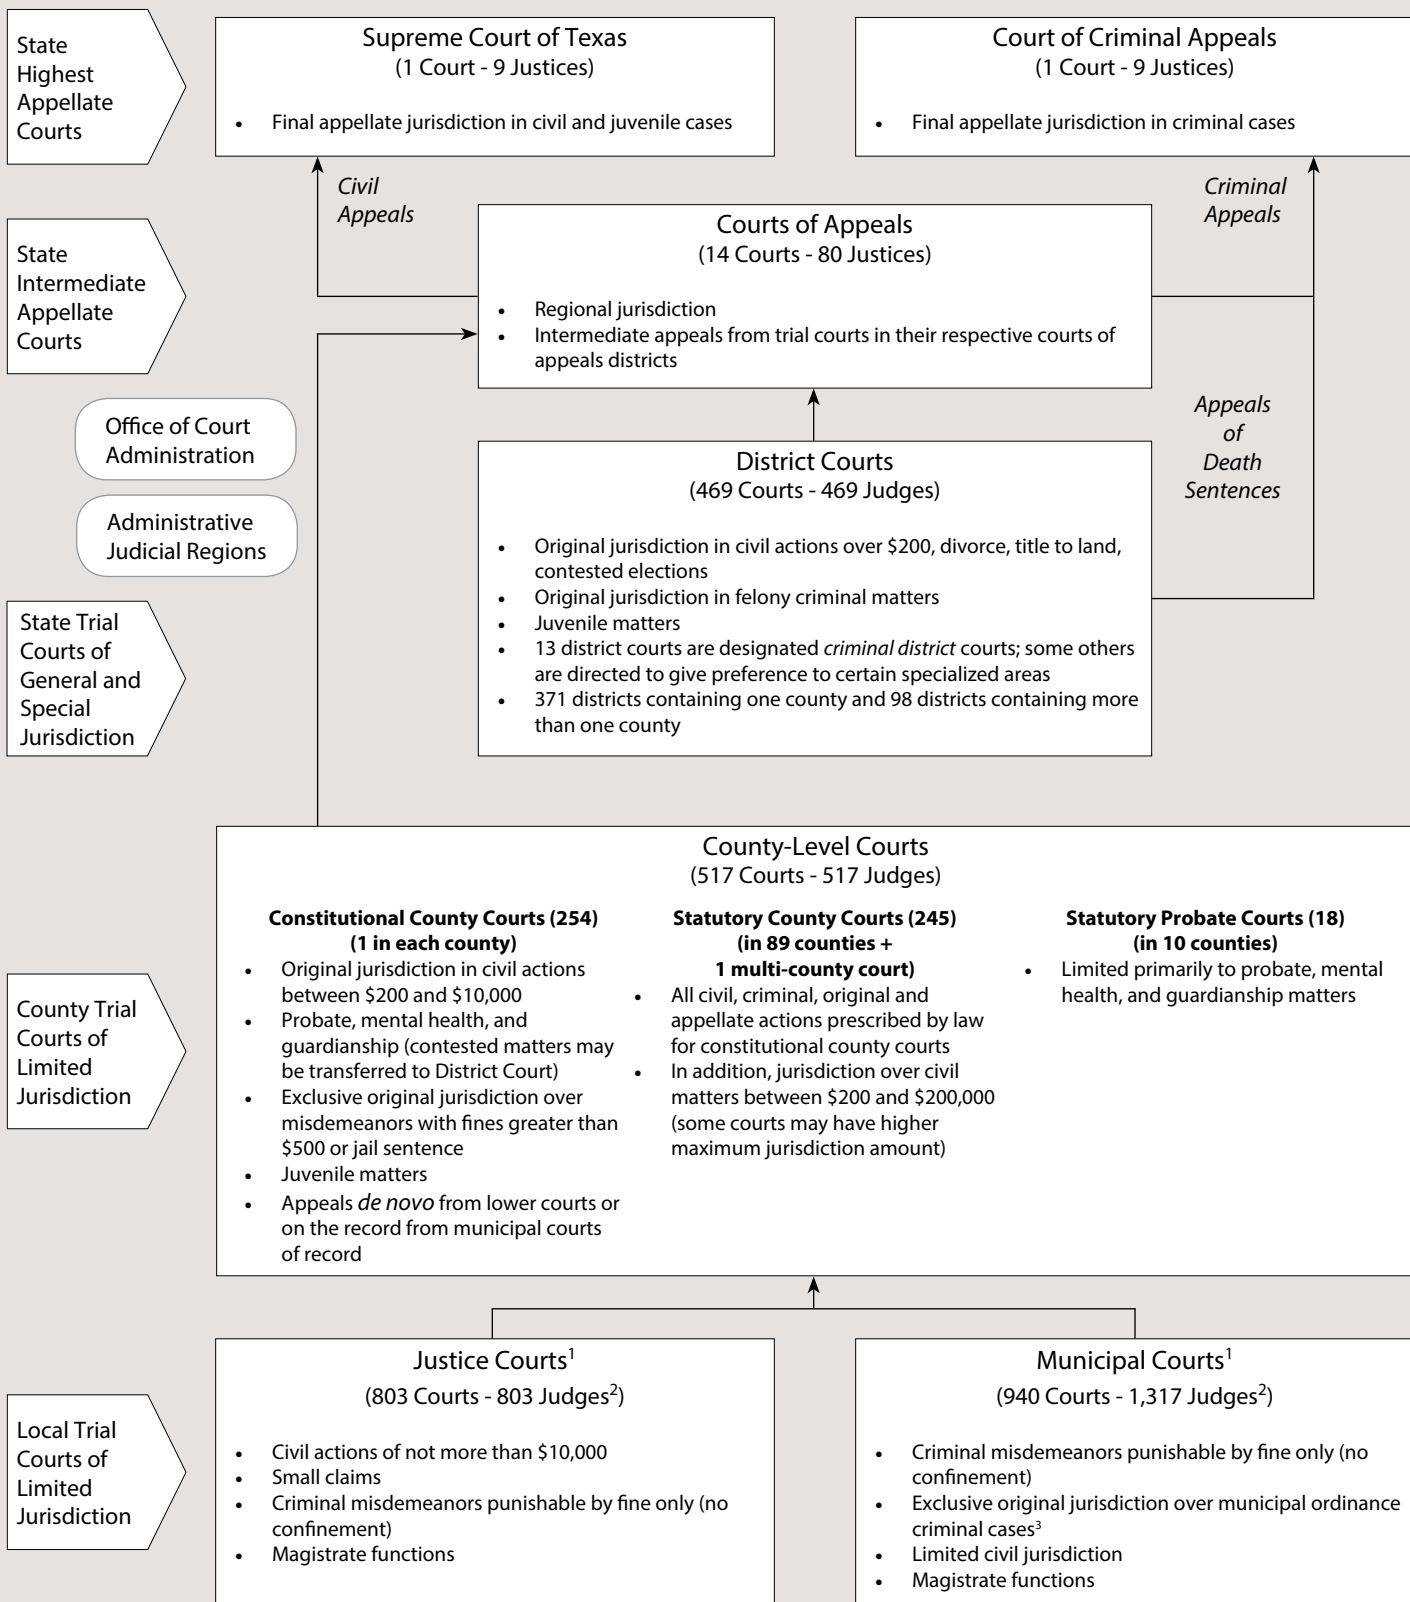 State
Highest
Appellate
Courts
Supreme Court of Texas
(1 Court - 9 Justices)
• Final appellate jurisdiction in civil and juvenile cases
Court of Criminal Appeals
(1 Court - 9 Justices)
• Final appellate jurisdiction in criminal cases
Civil
Appeals
Criminal
Appeals
State
Intermediate
Appellate
Courts
Courts of Appeals
(14 Courts - 80 Justices)
• Regional jurisdiction
• Intermediate appeals from trial courts in their respective courts of
appeals districts
Office of Court
Administration
Administrative
Judicial Regions
Appeals
of
Death
Sentences
State Trial
Courts of
General and
Special
Jurisdiction
District Courts
(469 Courts - 469 Judges)
• Original jurisdiction in civil actions over $200, divorce, title to land,
contested elections
• Original jurisdiction in felony criminal matters
• Juvenile matters
• 13 district courts are designated criminal district courts; some others
are directed to give preference to certain specialized areas
• 371 districts containing one county and 98 districts containing more
than one county
County Trial
Courts of
Limited
Jurisdiction
County-Level Courts
(517 Courts - 517 Judges)
Constitutional County Courts (254)
(1 in each county)
• Original jurisdiction in civil actions
between $200 and $10,000
• Probate, mental health, and
guardianship (contested matters may
be transferred to District Court)
• Exclusive original jurisdiction over
misdemeanors with fines greater than
$500 or jail sentence
• Juvenile matters
• Appeals de novo from lower courts or
on the record from municipal courts
of record
Statutory County Courts (245)
(in 89 counties +
1 multi-county court)
• All civil, criminal, original and
appellate actions prescribed by law
for constitutional county courts
• In addition, jurisdiction over civil
matters between $200 and $200,000
(some courts may have higher
maximum jurisdiction amount)
Statutory Probate Courts (18)
(in 10 counties)
• Limited primarily to probate, mental
health, and guardianship matters
Local Trial
Courts of
Limited
Jurisdiction
Justice Courts¹
(803 Courts - 803 Judges²)
• Civil actions of not more than $10,000
• Small claims
• Criminal misdemeanors punishable by fine only (no
confinement)
• Magistrate functions
Municipal Courts¹
(940 Courts - 1,317 Judges²)
• Criminal misdemeanors punishable by fine only (no
confinement)
• Exclusive original jurisdiction over municipal ordinance
criminal cases³
• Limited civil jurisdiction
• Magistrate functions